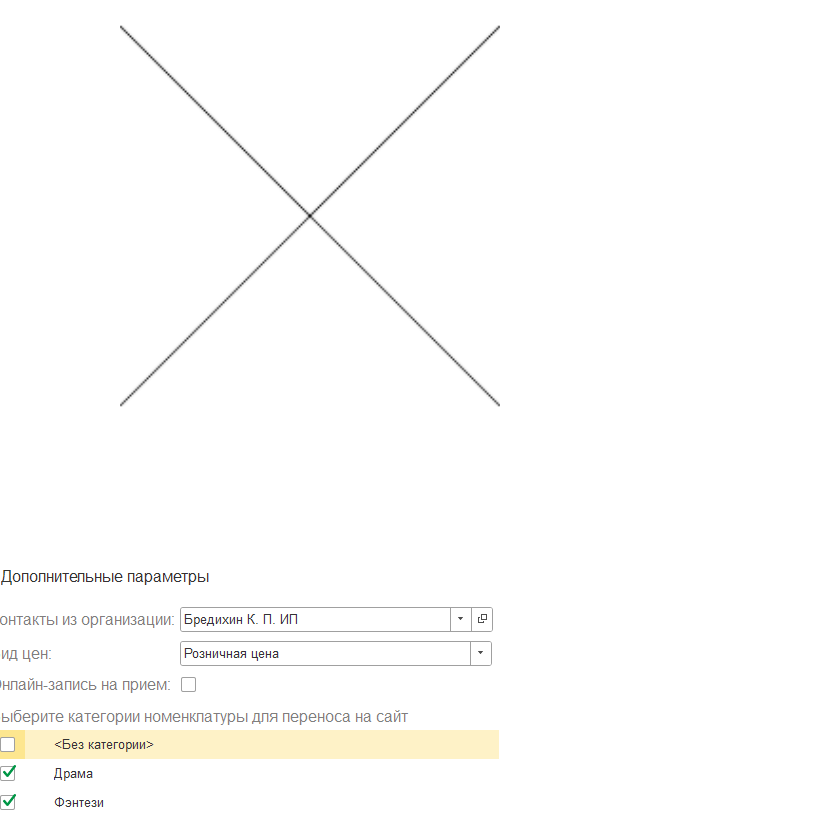 Дополнительные параметры
онтакты из организации: Бредихин К. П. ИП
ид цен: Розничная цена
нлайн-запись на прием:
ыберите категории номенклатуры для переноса на сайт
<Без категории>
Драма
Фэнтези